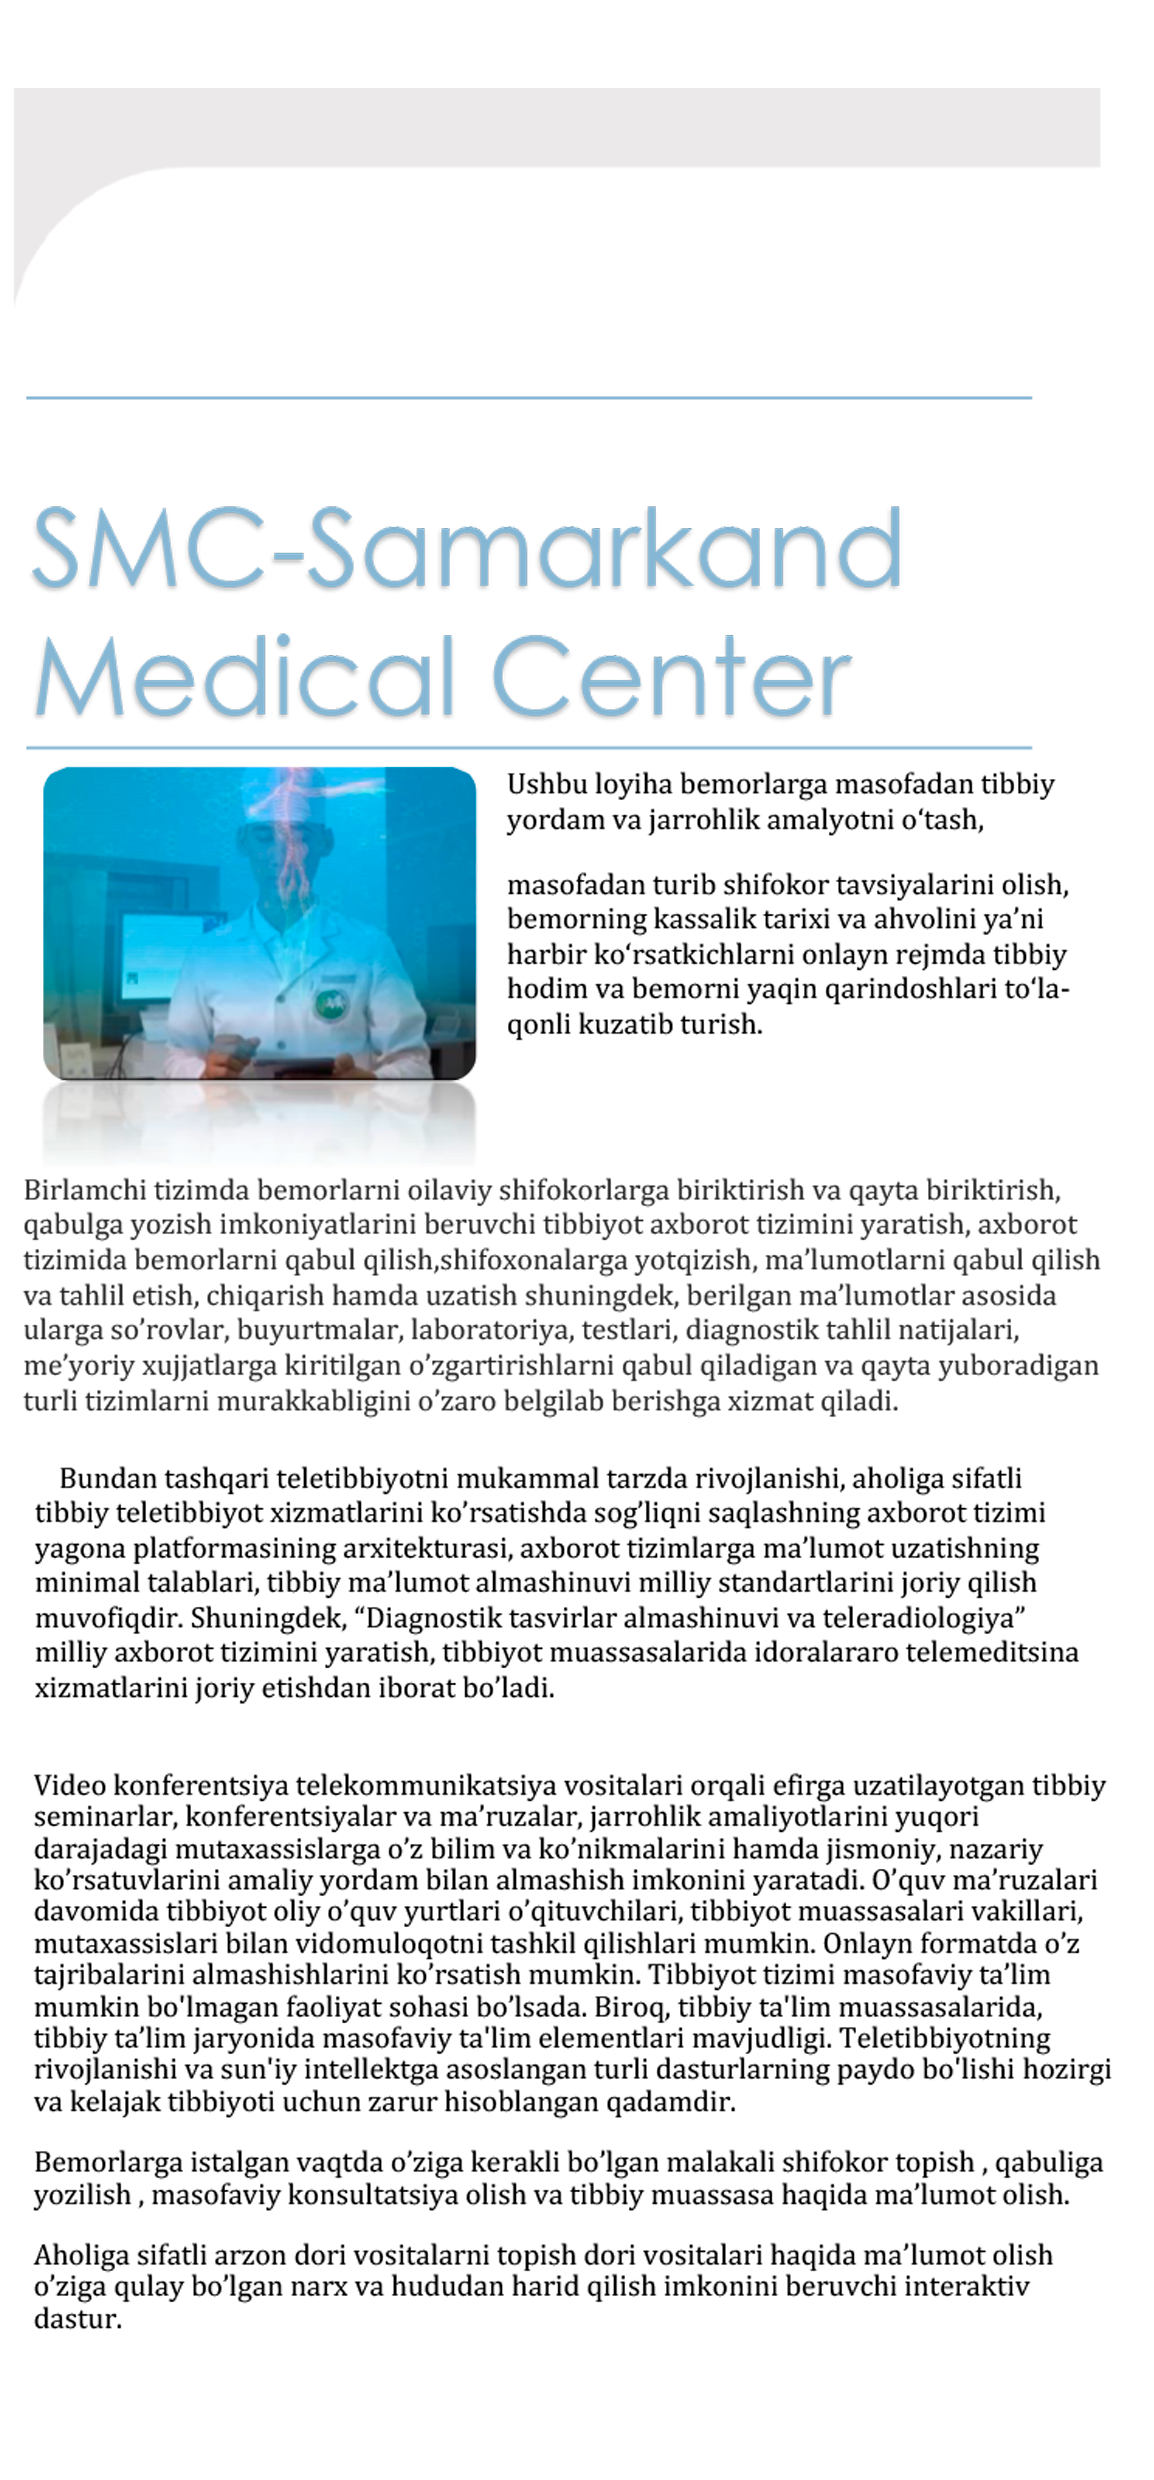 SMC-Samarkand
Medical Center
Ushbu loyiha bemorlarga masofadan tibbiy
yordam va jarrohlik amalyotni o‘tash,
masofadan turib shifokor tavsiyalarini olish,
bemorning kassalik tarixi va ahvolini ya’ni
harbir ko‘rsatkichlarni onlayn rejmda tibbiy
hodim va bemorni yaqin qarindoshlari to‘la-
qonli kuzatib turish.
Birlamchi tizimda bemorlarni oilaviy shifokorlarga biriktirish va qayta biriktirish,
qabulga yozish imkoniyatlarini beruvchi tibbiyot axborot tizimini yaratish, axborot
tizimida bemorlarni qabul qilish,shifoxonalarga yotqizish, ma’lumotlarni qabul qilish
va tahlil etish, chiqarish hamda uzatish shuningdek, berilgan ma’lumotlar asosida
ularga so’rovlar, buyurtmalar, laboratoriya, testlari, diagnostik tahlil natijalari,
me’yoriy xujjatlarga kiritilgan o’zgartirishlarni qabul qiladigan va qayta yuboradigan
turli tizimlarni murakkabligini o’zaro belgilab berishga xizmat qiladi.
Bundan tashqari teletibbiyotni mukammal tarzda rivojlanishi, aholiga sifatli
tibbiy teletibbiyot xizmatlarini ko’rsatishda sog’liqni saqlashning axborot tizimi
yagona platformasining arxitekturasi, axborot tizimlarga ma’lumot uzatishning
minimal talablari, tibbiy ma’lumot almashinuvi milliy standartlarini joriy qilish
muvofiqdir. Shuningdek, “Diagnostik tasvirlar almashinuvi va teleradiologiya”
milliy axborot tizimini yaratish, tibbiyot muassasalarida idoralararo telemeditsina
xizmatlarini joriy etishdan iborat bo’ladi.
Video konferentsiya telekommunikatsiya vositalari orqali efirga uzatilayotgan tibbiy
seminarlar, konferentsiyalar va ma’ruzalar, jarrohlik amaliyotlarini yuqori
darajadagi mutaxassislarga o’z bilim va ko’nikmalarini hamda jismoniy, nazariy
ko’rsatuvlarini amaliy yordam bilan almashish imkonini yaratadi. O’quv ma’ruzalari
davomida tibbiyot oliy o’quv yurtlari o’qituvchilari, tibbiyot muassasalari vakillari,
mutaxassislari bilan vidomuloqotni tashkil qilishlari mumkin. Onlayn formatda o’z
tajribalarini almashishlarini ko’rsatish mumkin. Tibbiyot tizimi masofaviy ta’lim
mumkin bo'lmagan faoliyat sohasi bo’lsada. Biroq, tibbiy ta'lim muassasalarida,
tibbiy ta’lim jaryonida masofaviy ta'lim elementlari mavjudligi. Teletibbiyotning
rivojlanishi va sun'iy intellektga asoslangan turli dasturlarning paydo bo'lishi hozirgi
va kelajak tibbiyoti uchun zarur hisoblangan qadamdir.
Bemorlarga istalgan vaqtda o’ziga kerakli bo’lgan malakali shifokor topish , qabuliga
yozilish , masofaviy konsultatsiya olish va tibbiy muassasa haqida ma’lumot olish.
Aholiga sifatli arzon dori vositalarni topish dori vositalari haqida ma’lumot olish
o’ziga qulay bo’lgan narx va hududan harid qilish imkonini beruvchi interaktiv
dastur.